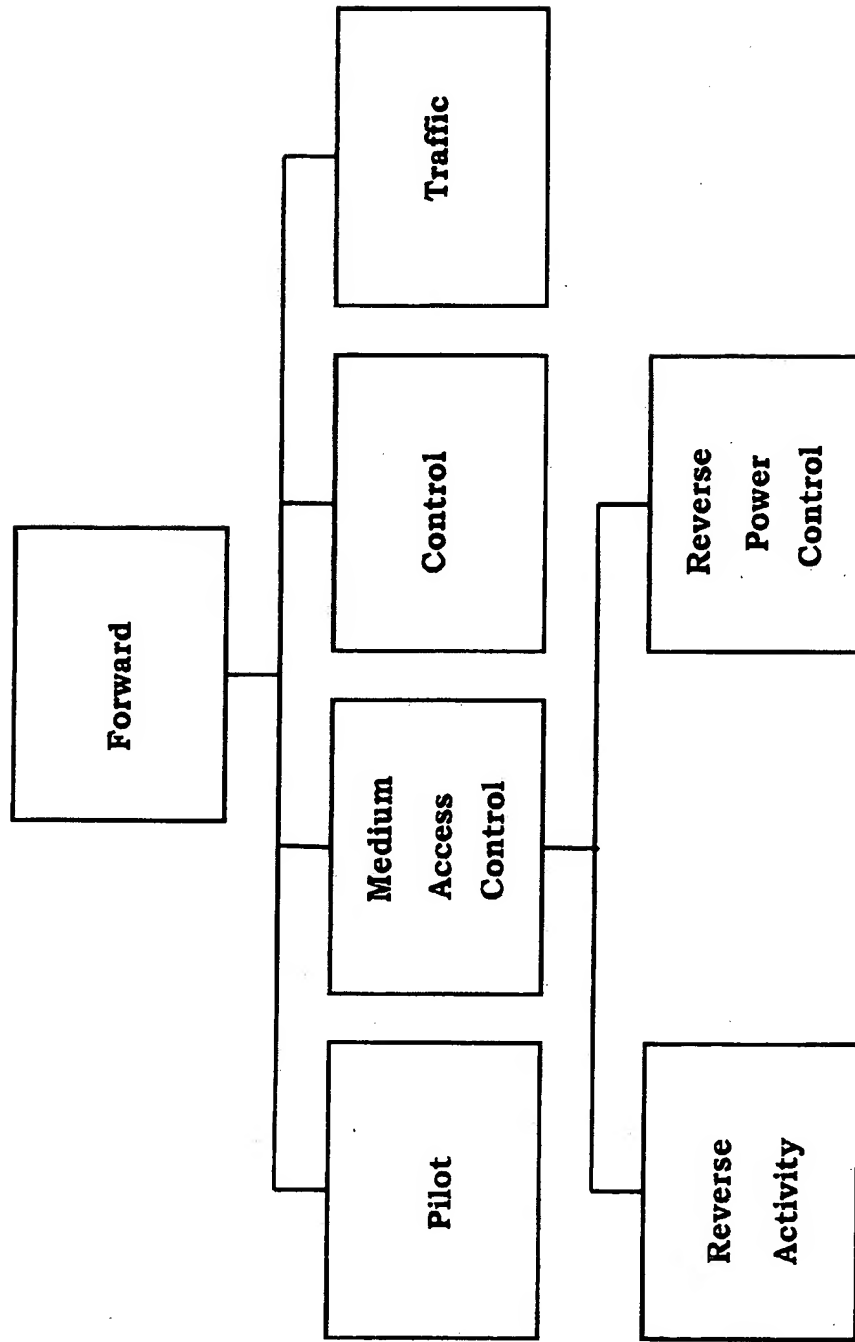 Forward
Pilot
Medium
Access
Control
Control
Traffic
Reverse
Activity
Reverse
Power
Control